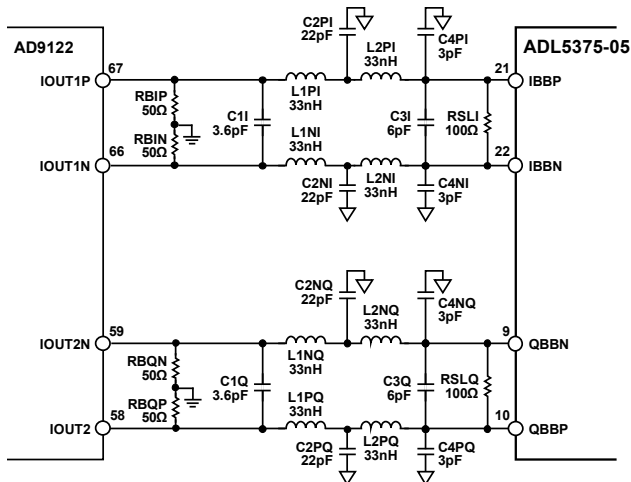 AD9122
ADL5375-05
C2PI
22pF
L2PI
33nH
C4PI
3pF
67
IOUT1P
21
IBBP
RBIP
50Ω
RBIN
50Ω
C1I
3.6pF
L1PI
33nH
L1NI
33nH
C3I
6pF
RSLI
100Ω
66
IOUT1N
22
IBBN
C2NI
22pF
L2NI
33nH
C4NI
3pF
C2NQ
22pF
L2NQ
33nH
C4NQ
3pF
59
IOUT2N
9
QBBN
RBQN
50Ω
RBQP
50Ω
C1Q
3.6pF
L1NQ
33nH
L1PQ
33nH
C3Q
6pF
RSLQ
100Ω
58
IOUT2
10
QBBP
C2PQ
22pF
L2PQ
33nH
C4PQ
3pF